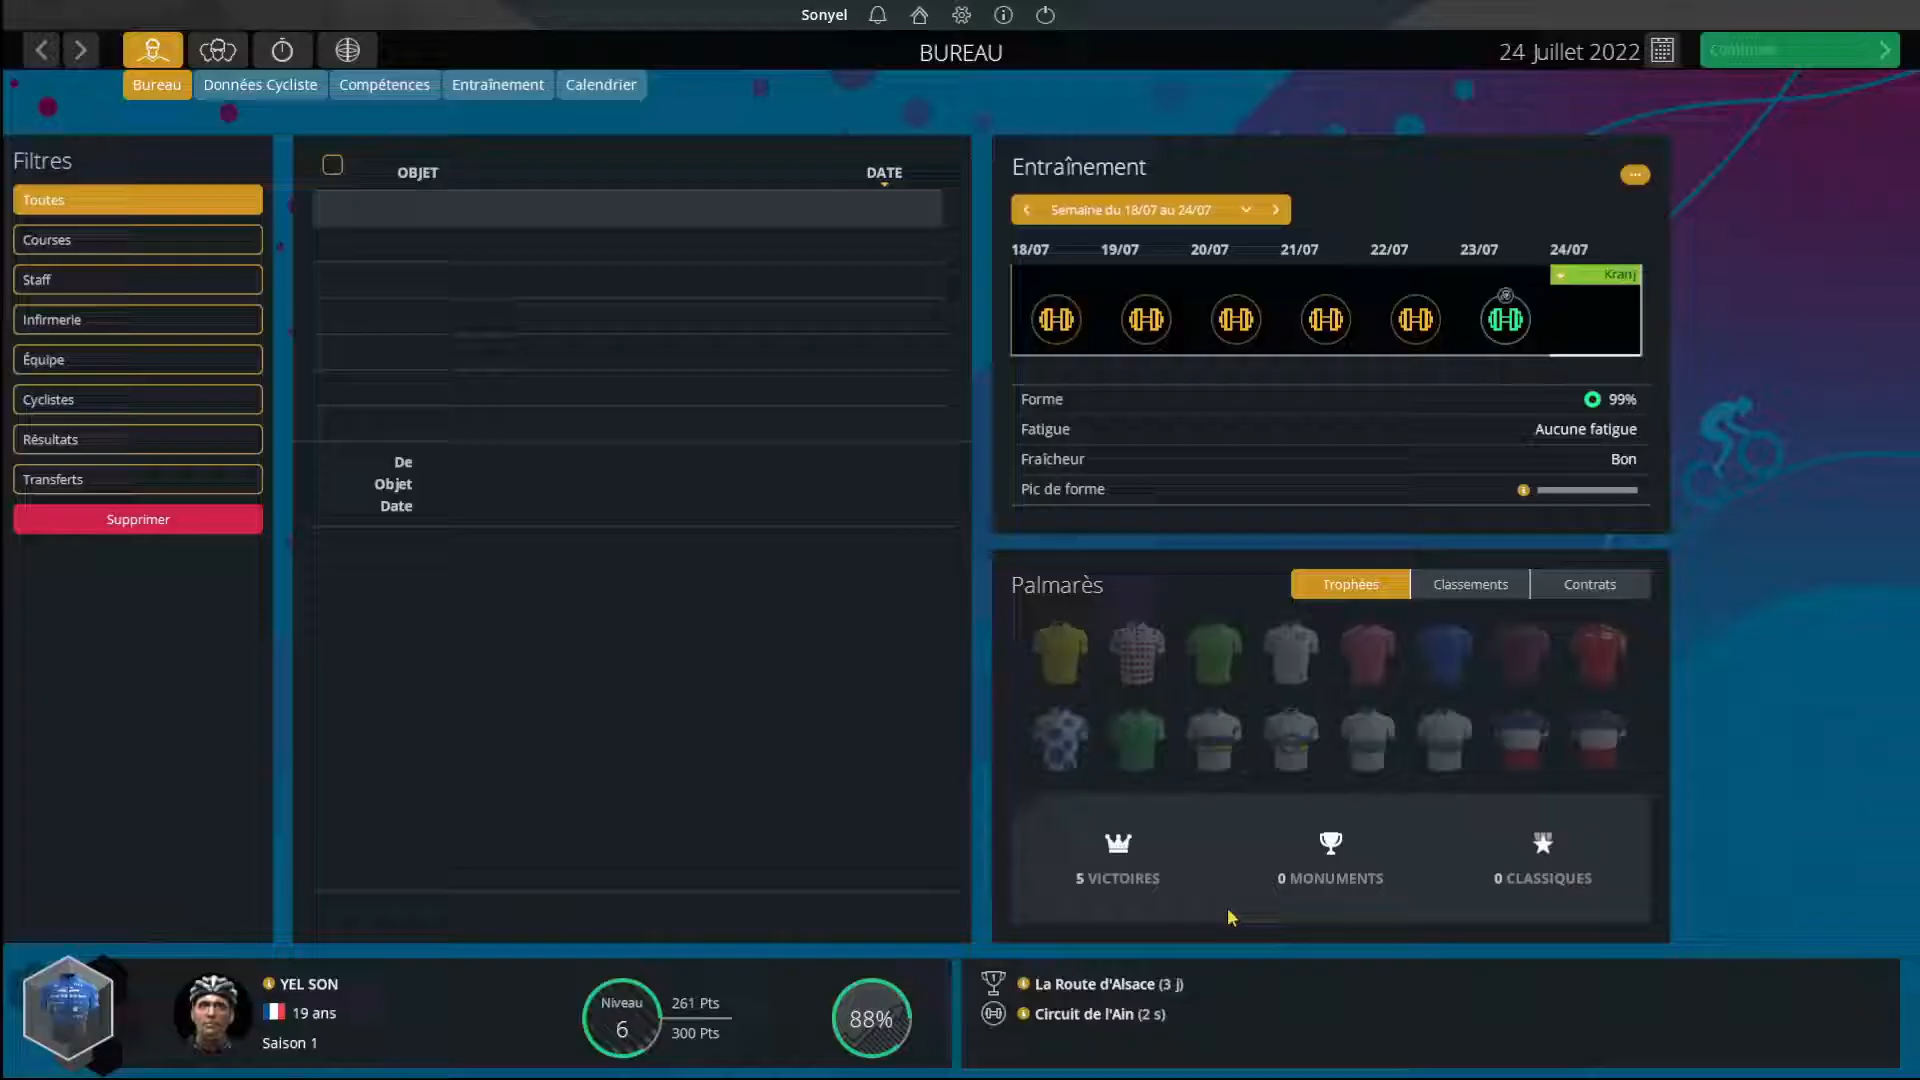 Sonyel
BUREAU
24 Juillet 2022
Continuer
Bureau
Données Cycliste
Compétences
Entraînement
Calendrier
Filtres
Toutes
Courses
Staff
Infirmerie
Équipe
Cyclistes
Résultats
Transferts
Supprimer
OBJET
DATE
De
Objet
Date
Entraînement
Semaine du 18/07 au 24/07
18/07 19/07 20/07 21/07 22/07 23/07 24/07
Kranj
Forme 99%
Fatigue Aucune fatigue
Fraîcheur Bon
Pic de forme
Palmarès
Trophées
Classements
Contrats
5 VICTOIRES
0 MONUMENTS
0 CLASSIQUES
YEL SON
19 ans
Saison 1
Niveau
6
261 Pts
300 Pts
88%
La Route d'Alsace (3 j)
Circuit de l'Ain (2 s)